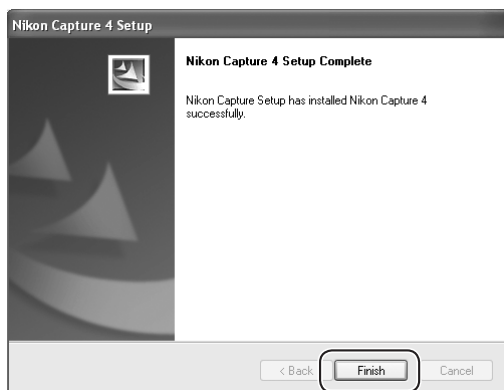 Nikon Capture 4 Setup
Nikon Capture 4 Setup Complete
Nikon Capture Setup has installed Nikon Capture 4
successfully.
< Back Finish Cancel